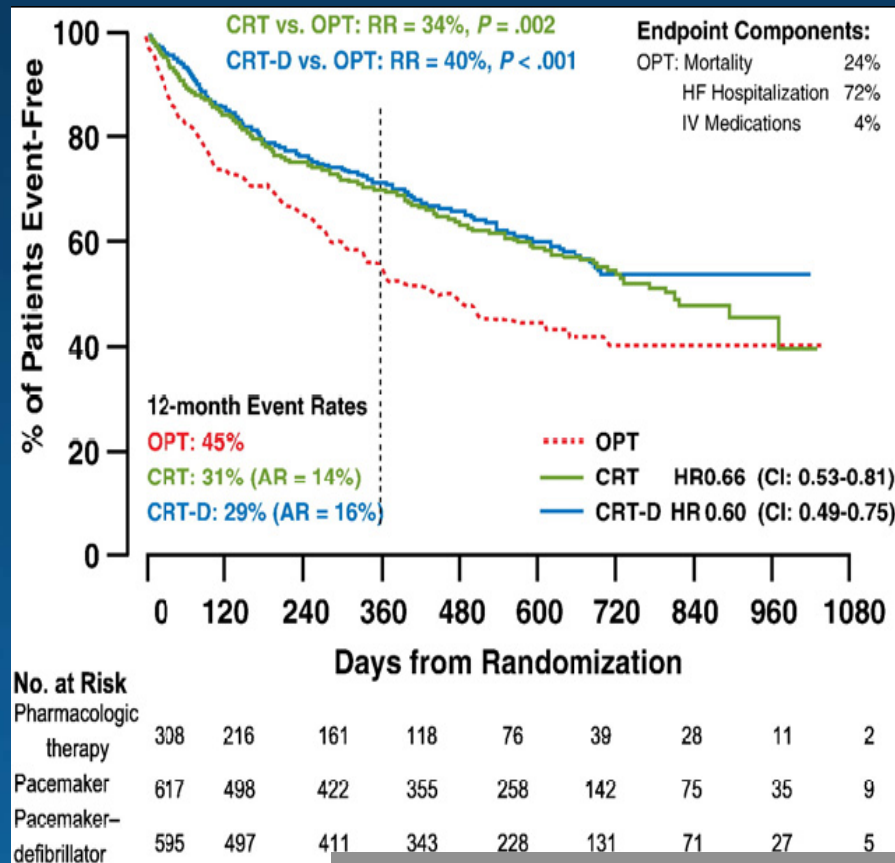 CRT vs. OPT: RR = 34%, P = .002
CRT-D vs. OPT: RR = 40%, P < .001
Endpoint Components:
OPT: Mortality 24%
HF Hospitalization 72%
IV Medications 4%
% of Patients Event-Free
100
80
60
40
20
0
12-month Event Rates
OPT: 45%
CRT: 31% (AR = 14%)
CRT-D: 29% (AR = 16%)
OPT
CRT HR0.66 (CI: 0.53-0.81)
CRT-D HR 0.60 (CI: 0.49-0.75)
0 120 240 360 480 600 720 840 960 1080
Days from Randomization
No. at Risk
Pharmacologic
therapy 308 216 161 118 76 39 28 11 2
Pacemaker 617 498 422 355 258 142 75 35 9
Pacemaker–
defibrillator 595 497 411 343 228 131 71 27 5